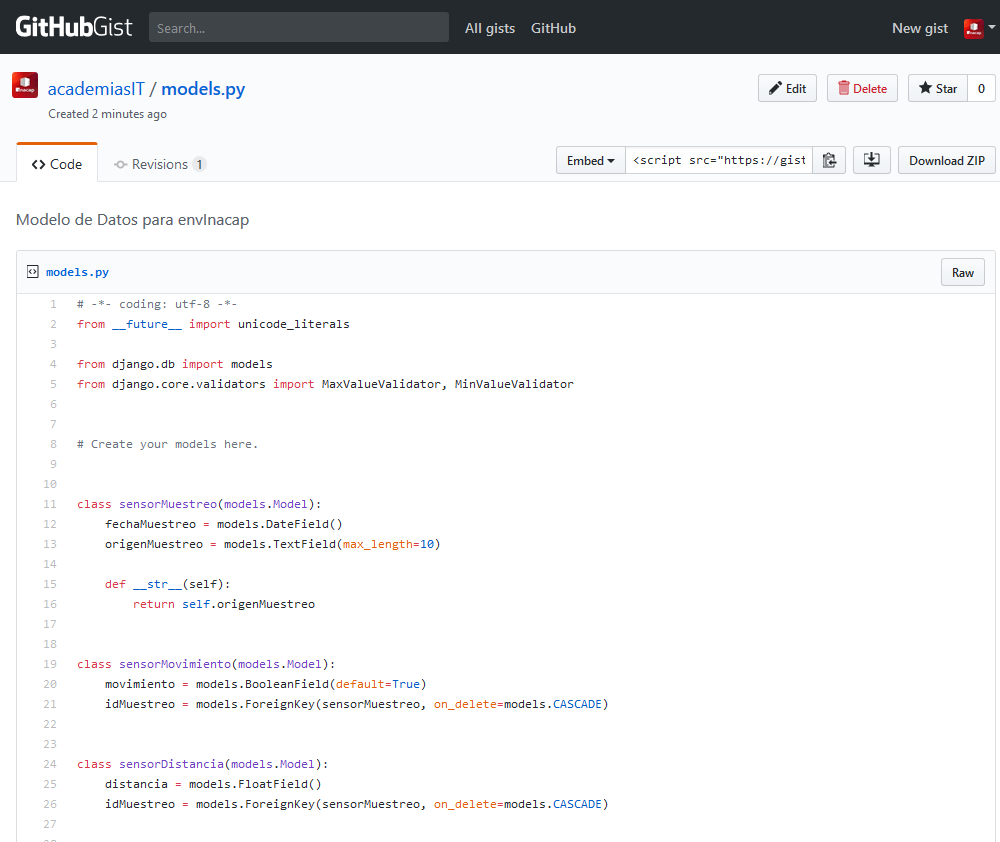 GitHubGist Search... All gists GitHub New gist
academiasIT / models.py Edit Delete Star 0
Created 2 minutes ago
Code Revisions 1 Embed <script src="https://gist Download ZIP
Modelo de Datos para envInacap
models.py Raw
1 # -*- coding: utf-8 -*-
2 from __future__ import unicode_literals
3
4 from django.db import models
5 from django.core.validators import MaxValueValidator, MinValueValidator
6
7
8 # Create your models here.
9
10
11 class sensorMuestreo(models.Model):
12 fechaMuestreo = models.DateField()
13 origenMuestreo = models.TextField(max_length=10)
14
15 def __str__(self):
16 return self.origenMuestreo
17
18
19 class sensorMovimiento(models.Model):
20 movimiento = models.BooleanField(default=True)
21 idMuestreo = models.ForeignKey(sensorMuestreo, on_delete=models.CASCADE)
22
23
24 class sensorDistancia(models.Model):
25 distancia = models.FloatField()
26 idMuestreo = models.ForeignKey(sensorMuestreo, on_delete=models.CASCADE)
27